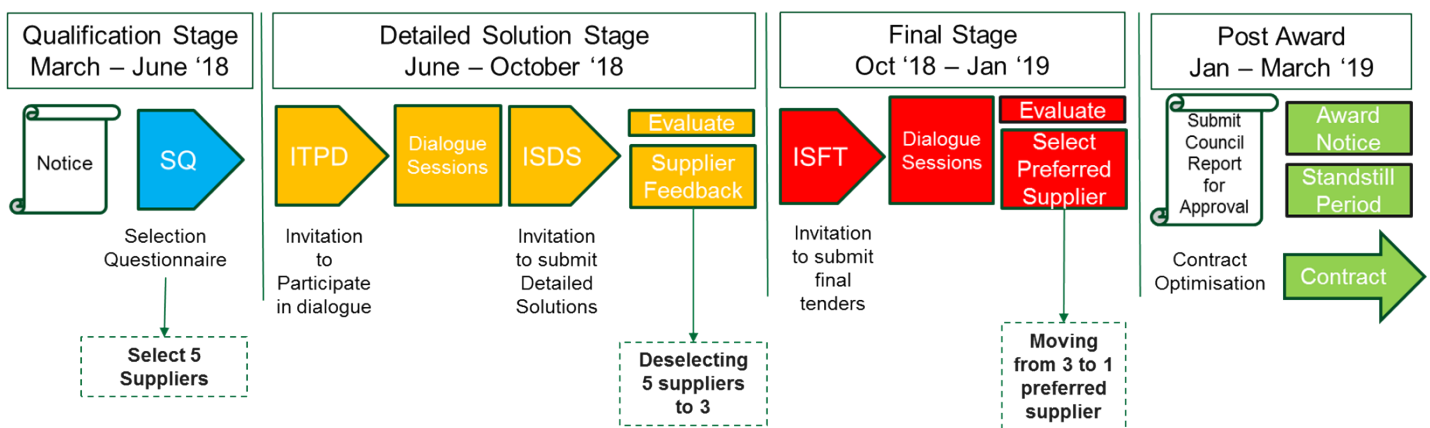 Qualification Stage
March – June ‘18
Detailed Solution Stage
June – October ‘18
Final Stage
Oct ‘18 – Jan ‘19
Post Award
Jan – March ‘19
Notice
SQ
Selection
Questionnaire
Select 5
Suppliers
ITPD
Invitation
to
Participate
in dialogue
Dialogue
Sessions
ISDS
Invitation
to submit
Detailed
Solutions
Evaluate
Supplier
Feedback
Deselecting
5 suppliers
to 3
ISFT
Invitation
to submit
final
tenders
Dialogue
Sessions
Evaluate
Select
Preferred
Supplier
Moving
from 3 to 1
preferred
supplier
Submit
Council
Report
for
Approval
Contract
Optimisation
Award
Notice
Standstill
Period
Contract